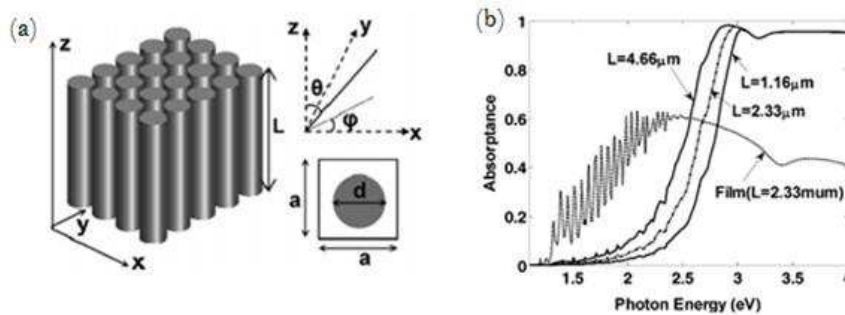 (a)
z
y
x
L
z
y
θ
φ
x
a
d
a
(b)
Absorptance
1
0.8
0.6
0.4
0.2
0
L=4.66μm
L=1.16μm
L=2.33μm
Film(L=2.33mum)
1.5 2 2.5 3 3.5 4
Photon Energy (eV)